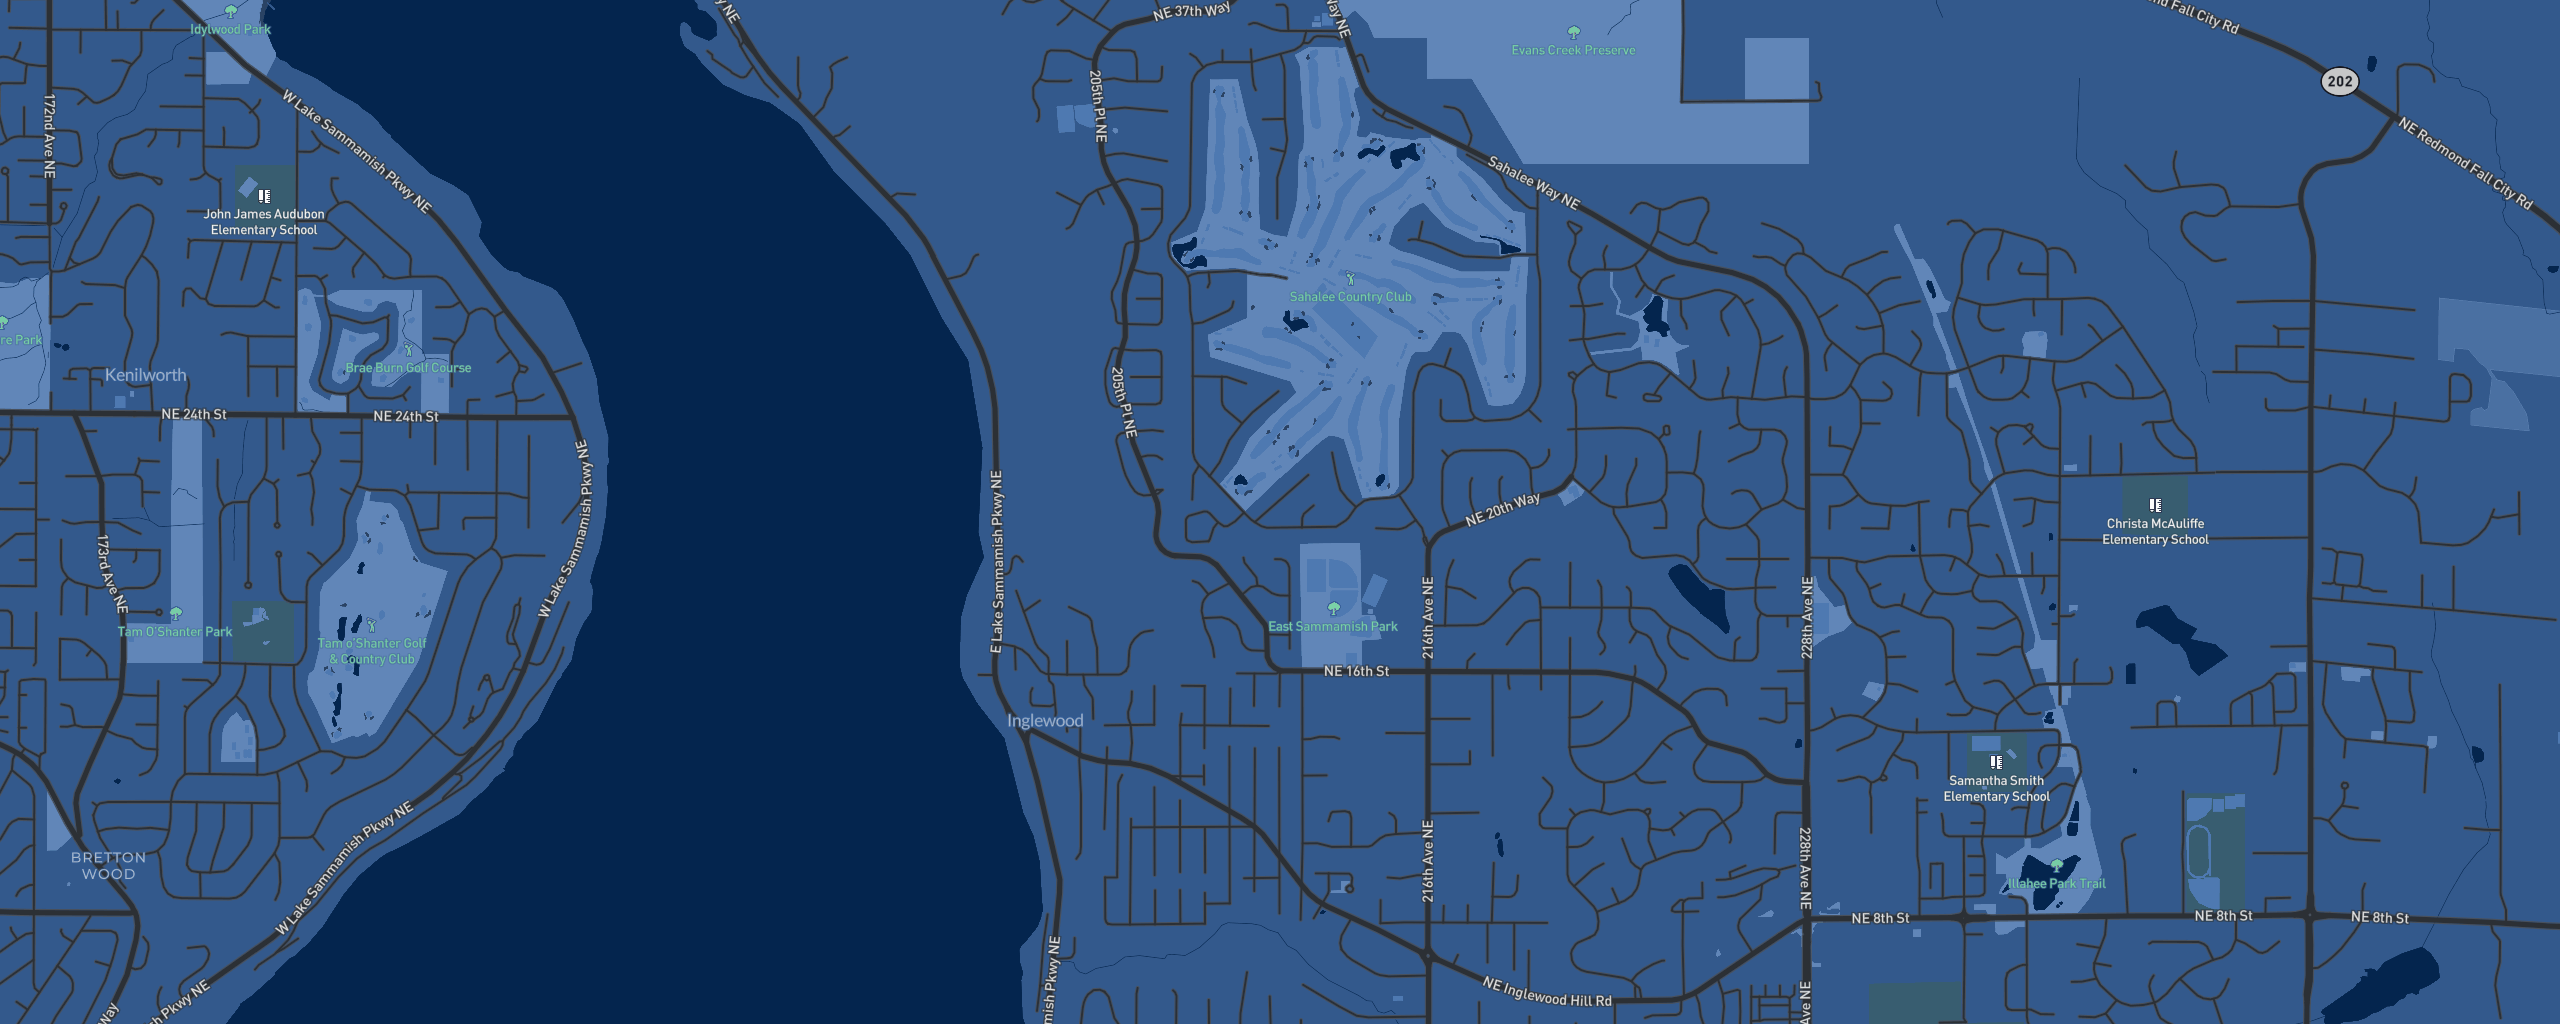 Idylwood Park
NE 37th Way
Way NE
Evans Creek Preserve
Fall City Rd
202
172nd Ave NE
W Lake Sammamish Pkwy NE
205th Pl NE
NE Redmond Fall City Rd
Sahalee Way NE
John James Audubon
Elementary School
Sahalee Country Club
Park
Kenilworth
Brae Burn Golf Course
NE 24th St
NE 24th St
205th Pl NE
W Lake Sammamish Pkwy NE
E Lake Sammamish Pkwy NE
NE 20th Way
Christa McAuliffe
Elementary School
173rd Ave NE
Tam O'Shanter Park
Tam o'Shanter Golf
& Country Club
East Sammamish Park
216th Ave NE
228th Ave NE
NE 16th St
Inglewood
Samantha Smith
Elementary School
W Lake Sammamish Pkwy NE
BRETTON
WOOD
216th Ave NE
228th Ave NE
Illahee Park Trail
NE 8th St
NE 8th St
NE 8th St
Pkwy NE
Pkwy NE
NE Inglewood Hill Rd
Ave NE
Way